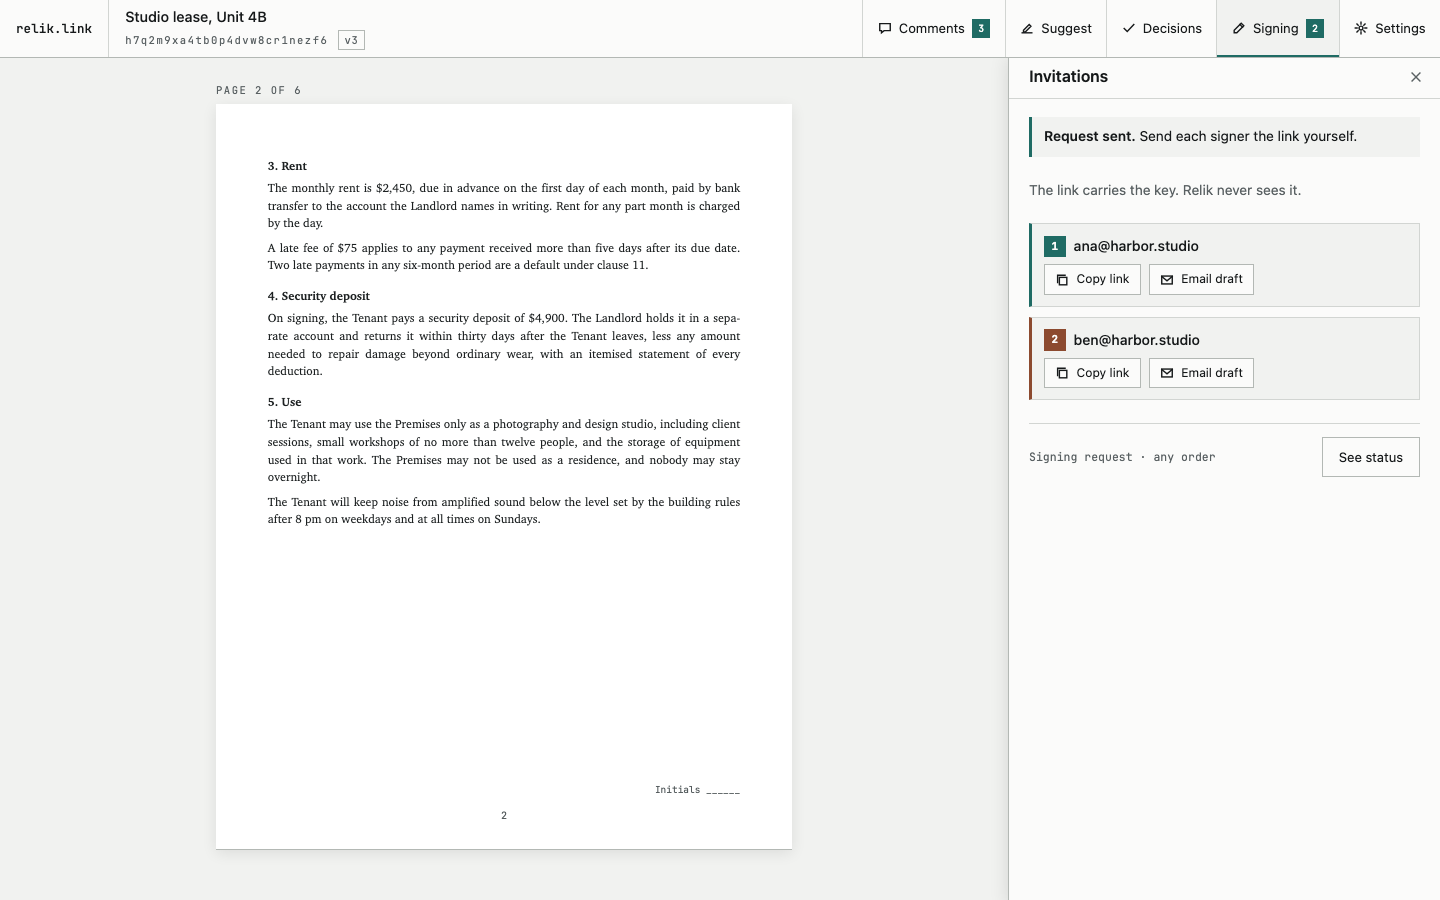 relik.link
Studio lease, Unit 4B
h7q2m9xa4tb0p4dvw8cr1nezf6 v3
Comments 3
Suggest
Decisions
Signing 2
Settings
PAGE 2 OF 6
3. Rent
The monthly rent is $2,450, due in advance on the first day of each month, paid by bank
transfer to the account the Landlord names in writing. Rent for any part month is charged
by the day.
A late fee of $75 applies to any payment received more than five days after its due date.
Two late payments in any six-month period are a default under clause 11.
4. Security deposit
On signing, the Tenant pays a security deposit of $4,900. The Landlord holds it in a sepa-
rate account and returns it within thirty days after the Tenant leaves, less any amount
needed to repair damage beyond ordinary wear, with an itemised statement of every
deduction.
5. Use
The Tenant may use the Premises only as a photography and design studio, including client
sessions, small workshops of no more than twelve people, and the storage of equipment
used in that work. The Premises may not be used as a residence, and nobody may stay
overnight.
The Tenant will keep noise from amplified sound below the level set by the building rules
after 8 pm on weekdays and at all times on Sundays.
Initials ______
2
Invitations
Request sent. Send each signer the link yourself.
The link carries the key. Relik never sees it.
1 ana@harbor.studio
Copy link Email draft
2 ben@harbor.studio
Copy link Email draft
Signing request · any order
See status